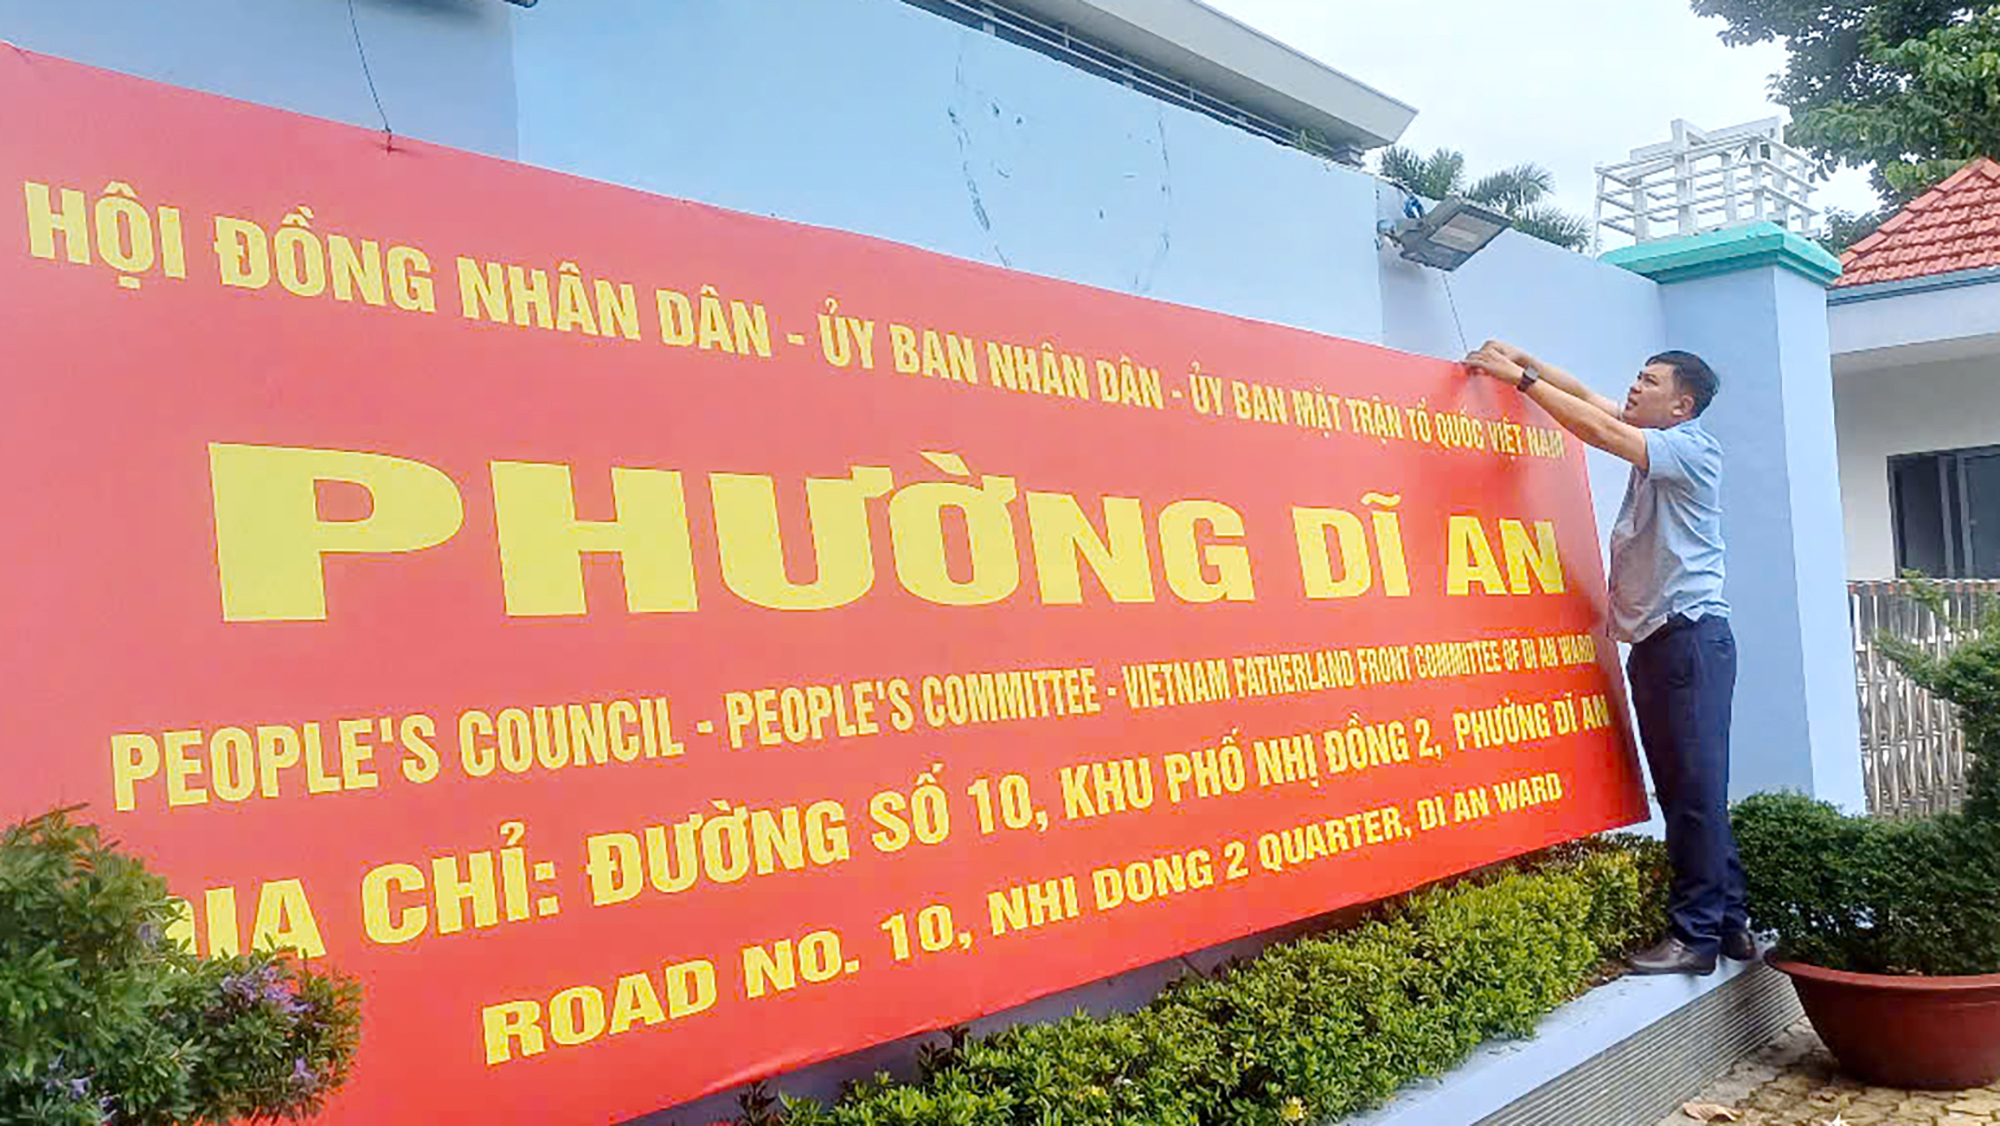 HỘI ĐỒNG NHÂN DÂN - ỦY BAN NHÂN DÂN - ỦY BAN MẶT TRẬN TỔ QUỐC VIỆT NAM
PHƯỜNG DĨ AN
PEOPLE'S COUNCIL - PEOPLE'S COMMITTEE - VIETNAM FATHERLAND FRONT COMMITTEE OF DI AN WARD
ĐỊA CHỈ: ĐƯỜNG SỐ 10, KHU PHỐ NHỊ ĐỒNG 2, PHƯỜNG DĨ AN
ROAD NO. 10, NHI DONG 2 QUARTER, DI AN WARD